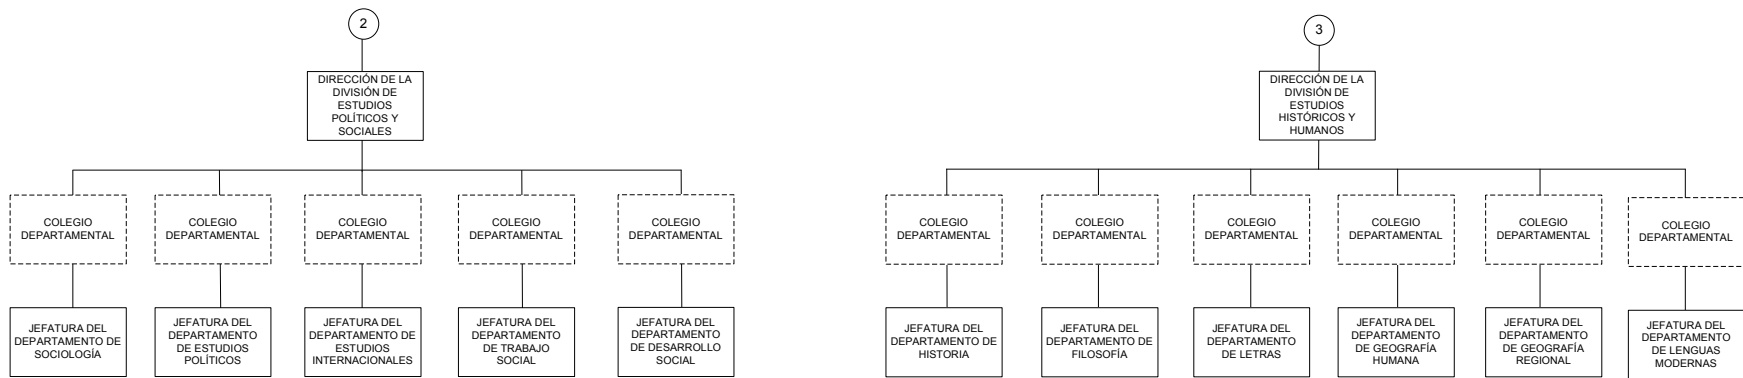 2
DIRECCIÓN DE LA
DIVISIÓN DE
ESTUDIOS
POLÍTICOS Y
SOCIALES
COLEGIO
DEPARTAMENTAL
COLEGIO
DEPARTAMENTAL
COLEGIO
DEPARTAMENTAL
COLEGIO
DEPARTAMENTAL
COLEGIO
DEPARTAMENTAL
JEFATURA DEL
DEPARTAMENTO DE
SOCIOLOGÍA
JEFATURA DEL
DEPARTAMENTO
DE ESTUDIOS
POLÍTICOS
JEFATURA DEL
DEPARTAMENTO DE
ESTUDIOS
INTERNACIONALES
JEFATURA DEL
DEPARTAMENTO
DE TRABAJO
SOCIAL
JEFATURA DEL
DEPARTAMENTO
DE DESARROLLO
SOCIAL
3
DIRECCIÓN DE LA
DIVISIÓN DE
ESTUDIOS
HISTÓRICOS Y
HUMANOS
COLEGIO
DEPARTAMENTAL
COLEGIO
DEPARTAMENTAL
COLEGIO
DEPARTAMENTAL
COLEGIO
DEPARTAMENTAL
COLEGIO
DEPARTAMENTAL
COLEGIO
DEPARTAMENTAL
JEFATURA DEL
DEPARTAMENTO DE
HISTORIA
JEFATURA DEL
DEPARTAMENTO DE
FILOSOFÍA
JEFATURA DEL
DEPARTAMENTO
DE LETRAS
JEFATURA DEL
DEPARTAMENTO
DE GEOGRAFÍA
HUMANA
JEFATURA DEL
DEPARTAMENTO
DE GEOGRAFÍA
REGIONAL
JEFATURA DEL
DEPARTAMENTO
DE LENGUAS
MODERNAS